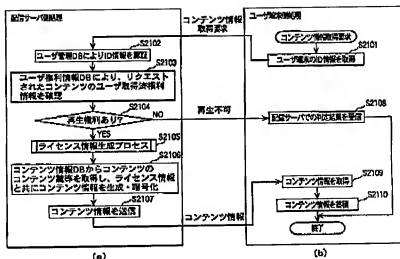 配信サーバ側処理
ユーザ端末側処理
コンテンツ情報
取得要求
コンテンツ情報取得要求
S2101
ユーザ端末のID情報を取得
S2102
ユーザ管理DBによりID情報を
S2103
ユーザ権利情報DBにより、リクエスト
されたコンテンツのユーザ取得済権利
情報を確認
S2104
再生権利あり?
NO
再生不可
S2108
配信サーバでの判定結果を受信
YES
S2105
ライセンス情報生成プロセス
S2106
コンテンツ情報DBからコンテンツの
コンテンツ鍵等を取得し、ライセンス情報
と共にコンテンツ情報を生成・暗号化
S2107
コンテンツ情報を送信
コンテンツ情報
S2109
コンテンツ情報を取得
S2110
コンテンツ情報を蓄積
終了
(a)
(b)